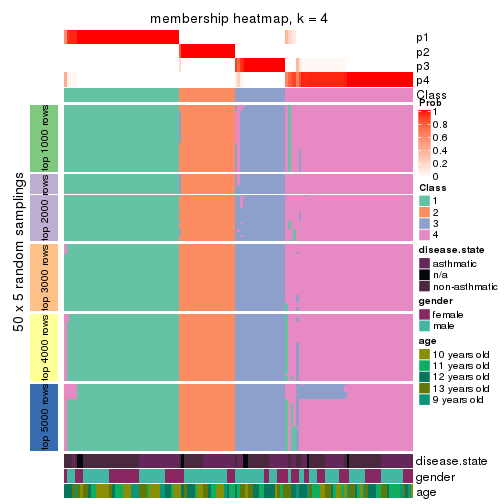 membership heatmap, k = 4
p1
p2
p3
p4
Class
Prob
1
0.8
0.6
0.4
0.2
0
Class
1
2
3
4
disease.state
asthmatic
n/a
non-asthmatic
gender
female
male
age
10 years old
11 years old
12 years old
13 years old
9 years old
50 x 5 random samplings
top 1000 rows
top 2000 rows
top 3000 rows
top 4000 rows
top 5000 rows
disease.state
gender
age